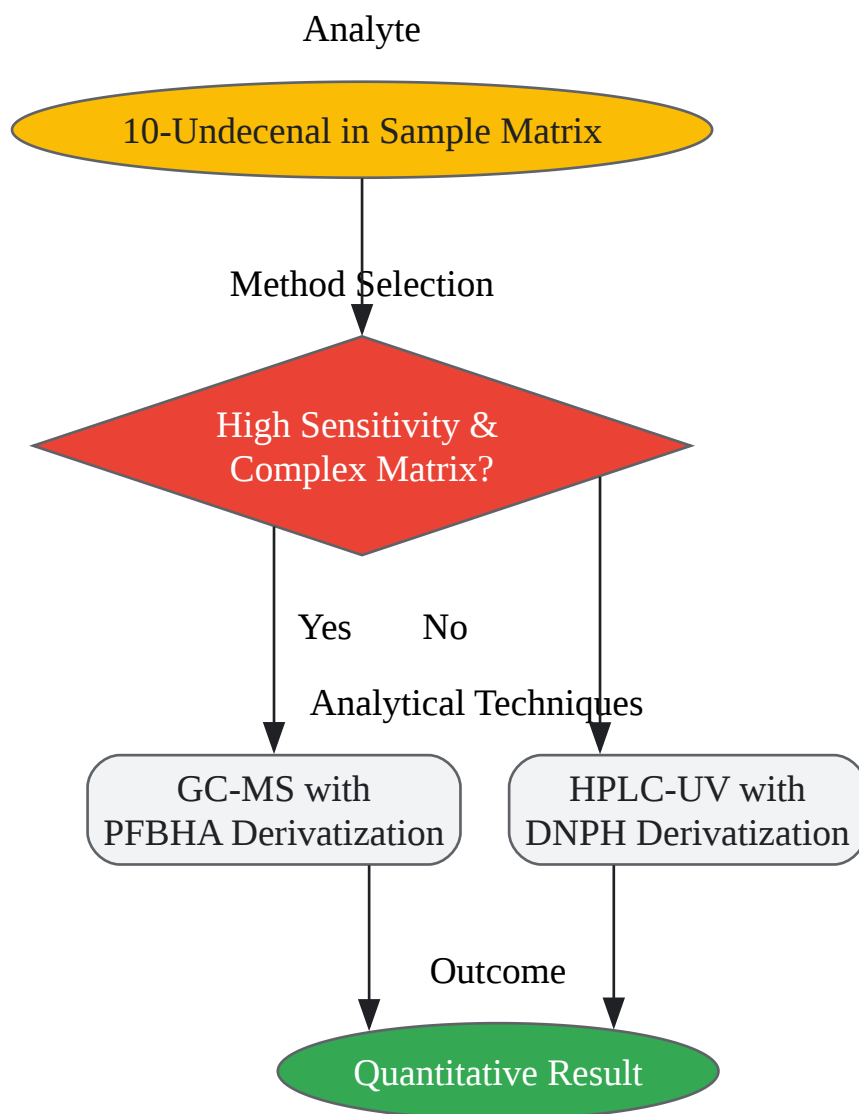 Analyte
10-Undecenal in Sample Matrix
Method Selection
High Sensitivity &
Complex Matrix?
Yes
No
Analytical Techniques
GC-MS with
PFBHA Derivatization
HPLC-UV with
DNPH Derivatization
Outcome
Quantitative Result